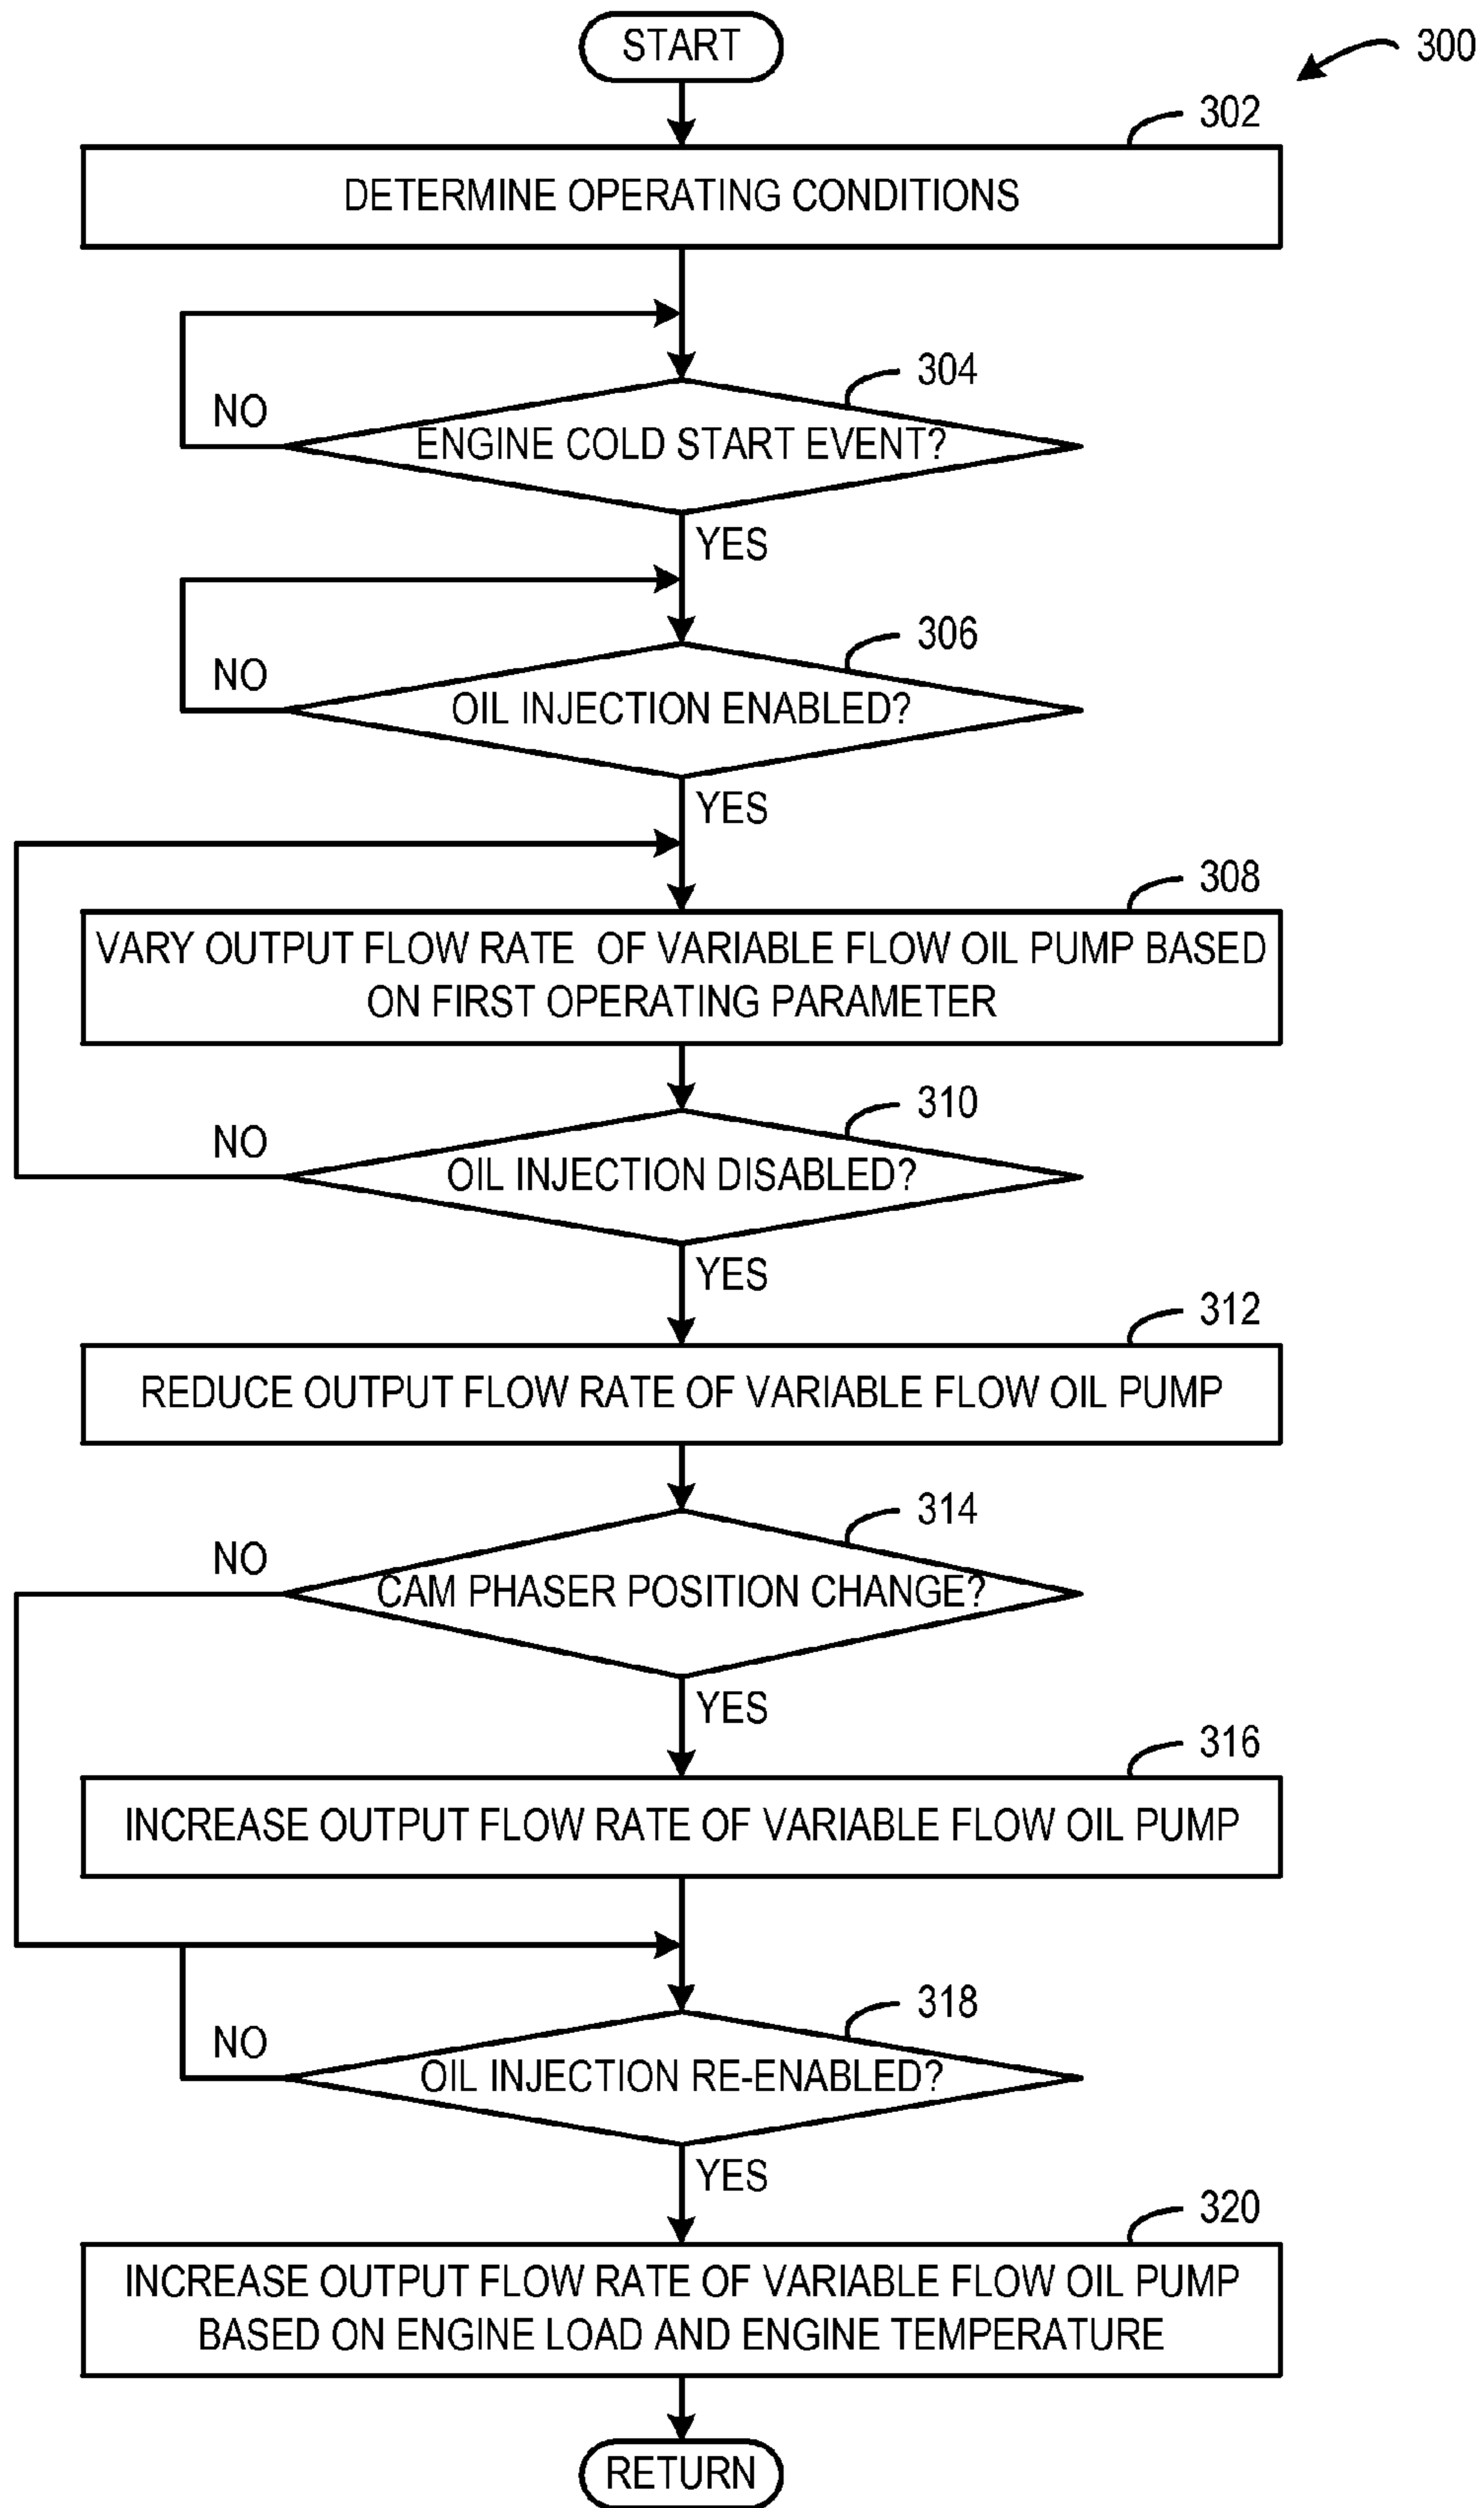 START
300
302
DETERMINE OPERATING CONDITIONS
304
NO
ENGINE COLD START EVENT?
YES
306
NO
OIL INJECTION ENABLED?
YES
308
VARY OUTPUT FLOW RATE OF VARIABLE FLOW OIL PUMP BASED
ON FIRST OPERATING PARAMETER
310
NO
OIL INJECTION DISABLED?
YES
312
REDUCE OUTPUT FLOW RATE OF VARIABLE FLOW OIL PUMP
314
NO
CAM PHASER POSITION CHANGE?
YES
316
INCREASE OUTPUT FLOW RATE OF VARIABLE FLOW OIL PUMP
318
NO
OIL INJECTION RE-ENABLED?
YES
320
INCREASE OUTPUT FLOW RATE OF VARIABLE FLOW OIL PUMP
BASED ON ENGINE LOAD AND ENGINE TEMPERATURE
RETURN